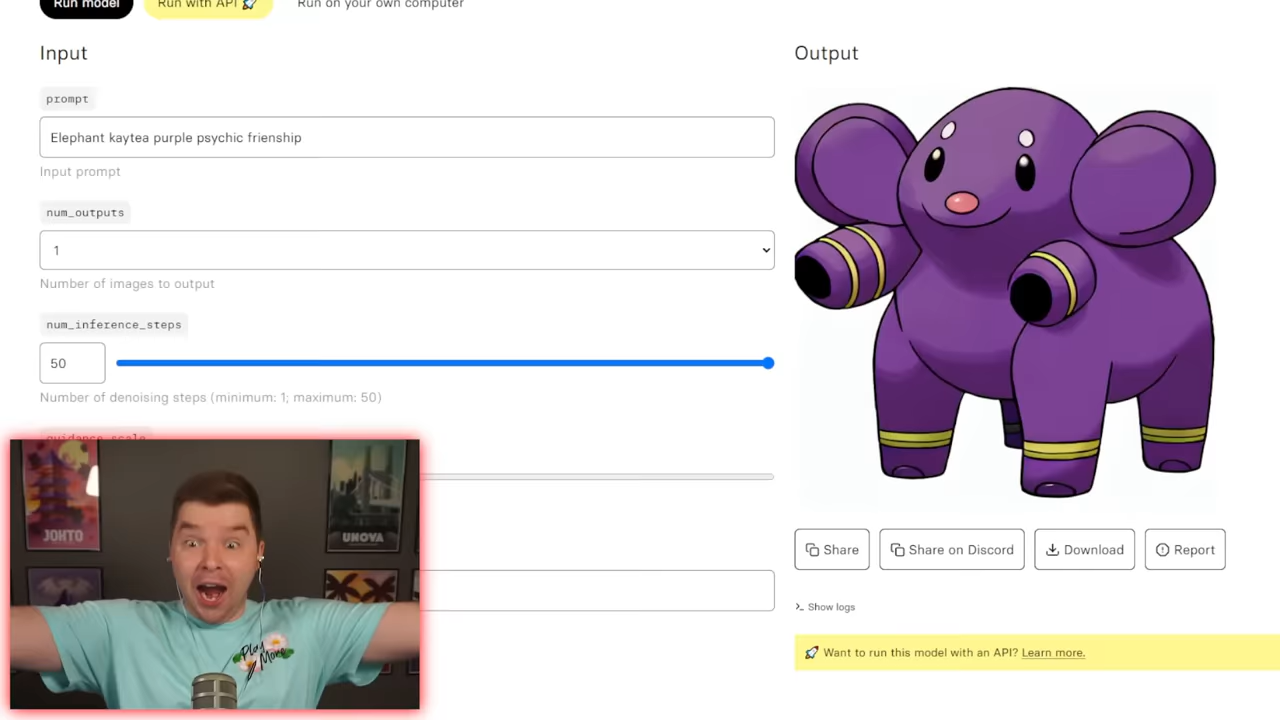 Run model
Run with API 🚀
Run on your own computer
Input
prompt
Elephant kaytea purple psychic frienship
Input prompt
num_outputs
1
Number of images to output
num_inference_steps
50
Number of denoising steps (minimum: 1; maximum: 50)
guidance_scale
JOHTO
UNOVA
Play
More
Output
Share
Share on Discord
Download
Report
Show logs
🚀 Want to run this model with an API? Learn more.